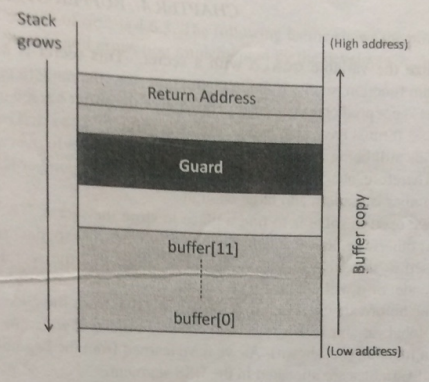 Stack
grows
(High address)
Return Address
Guard
Buffer copy
buffer[11]
buffer[0]
(Low address)